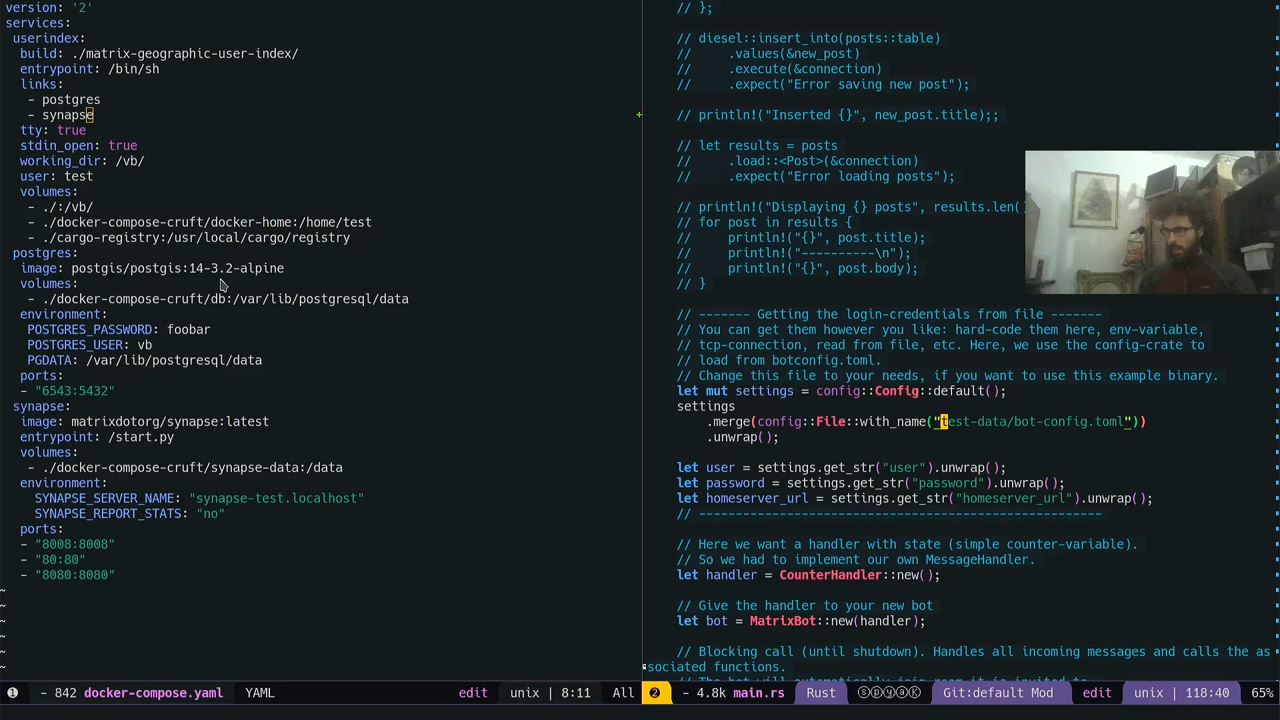 version: '2'
services:
userindex:
build: ./matrix-geographic-user-index/
entrypoint: /bin/sh
links:
- postgres
- synapse
tty: true
stdin_open: true
working_dir: /vb/
user: test
volumes:
- ./:/vb/
- ./docker-compose-cruft/docker-home:/home/test
- ./cargo-registry:/usr/local/cargo/registry
postgres:
image: postgis/postgis:14-3.2-alpine
volumes:
- ./docker-compose-cruft/db:/var/lib/postgresql/data
environment:
POSTGRES_PASSWORD: foobar
POSTGRES_USER: vb
PGDATA: /var/lib/postgresql/data
ports:
- "6543:5432"
synapse:
image: matrixdotorg/synapse:latest
entrypoint: /start.py
volumes:
- ./docker-compose-cruft/synapse-data:/data
environment:
SYNAPSE_SERVER_NAME: "synapse-test.localhost"
SYNAPSE_REPORT_STATS: "no"
ports:
- "8008:8008"
- "80:80"
- "8080:8080"
~
~
~
~
~
~
❶ - 842 docker-compose.yaml YAML edit unix | 8:11 All
// };
// diesel::insert_into(posts::table)
// .values(&new_post)
// .execute(&connection)
// .expect("Error saving new post");
// println!("Inserted {}", new_post.title);;
// let results = posts
// .load::<Post>(&connection)
// .expect("Error loading posts");
// println!("Displaying {} posts", results.len()
// for post in results {
// println!("{}", post.title);
// println!("----------\n");
// println!("{}", post.body);
// }
// ------- Getting the login-credentials from file -------
// You can get them however you like: hard-code them here, env-variable,
// tcp-connection, read from file, etc. Here, we use the config-crate to
// load from botconfig.toml.
// Change this file to your needs, if you want to use this example binary.
let mut settings = config::Config::default();
settings
.merge(config::File::with_name("test-data/bot-config.toml"))
.unwrap();
let user = settings.get_str("user").unwrap();
let password = settings.get_str("password").unwrap();
let homeserver_url = settings.get_str("homeserver_url").unwrap();
// -----------------------------------------------------
// Here we want a handler with state (simple counter-variable).
// So we had to implement our own MessageHandler.
let handler = CounterHandler::new();
// Give the handler to your new bot
let bot = MatrixBot::new(handler);
// Blocking call (until shutdown). Handles all incoming messages and calls the as
sociated functions.
❷ - 4.8k main.rs Rust ⓢⓟⓨⓐⓚ Git:default Mod edit unix | 118:40 65%